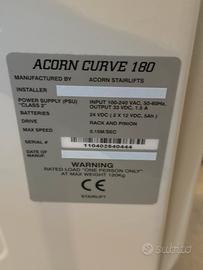 ACORN CURVE 180
MANUFACTURED BY ACORN STAIRLIFTS
INSTALLER
POWER SUPPLY (PSU) INPUT 100-240 VAC, 50-60Hz,
"CLASS 2" OUTPUT 33 VDC, 1.5 A
BATTERIES 24 VDC (2 X 12 VDC, 5Ah)
DRIVE RACK AND PINION
MAX SPEED 0.15M/SEC
SERIAL #
110402640444
DATE OF MANUF.
WARNING
RATED LOAD "ONE PERSON ONLY"
AT MAX WEIGHT 120Kg
CE
STAIRLIFT
subito